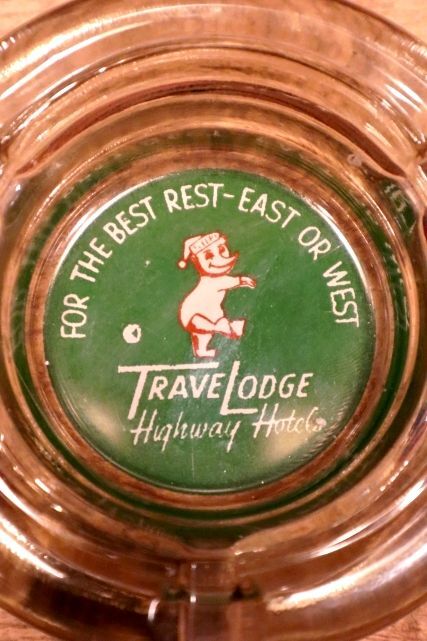 FOR THE BEST REST-EAST OR WEST
TRAVELODGE
Highway Hotels